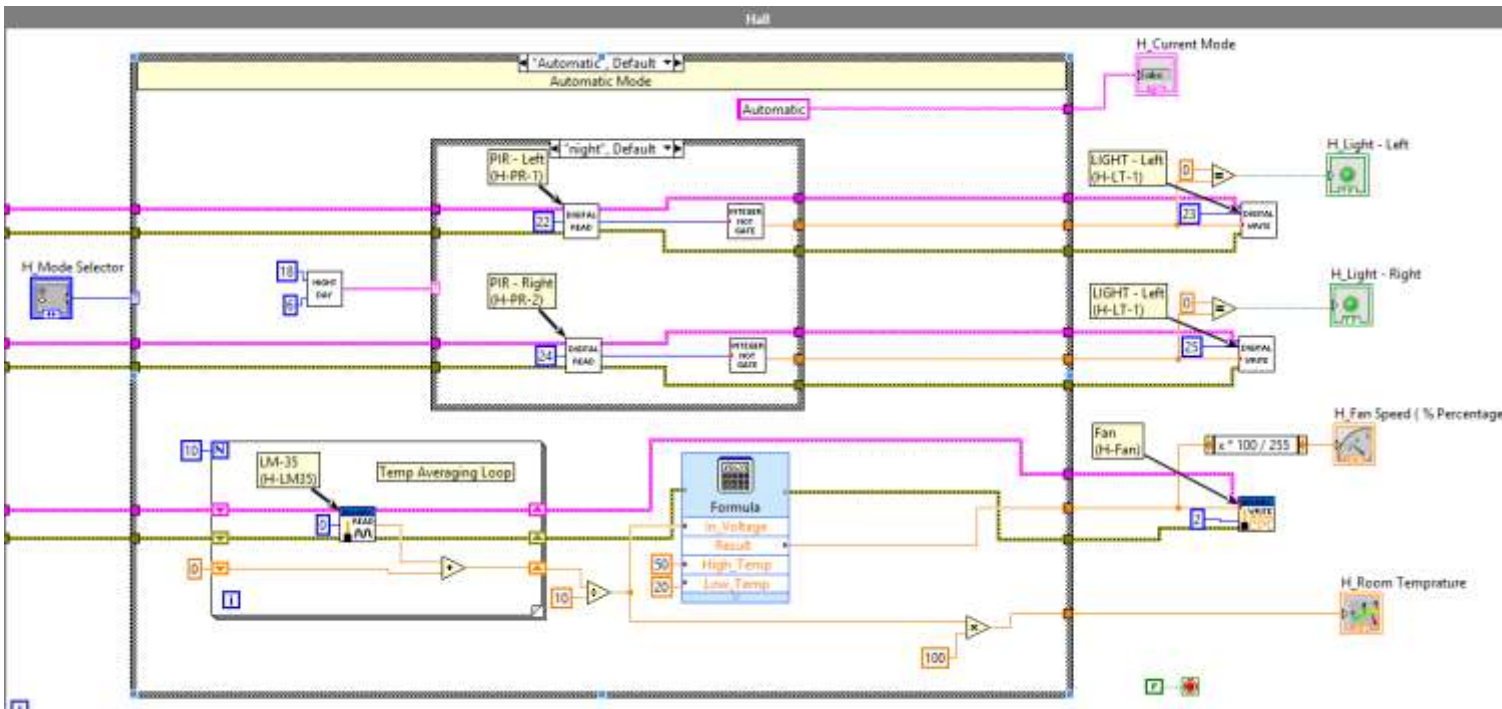 Hall
H_Current Mode
"Automatic", Default
Automatic Mode
abc
Automatic
"night", Default
PIR - Left
(H-PR-1)
LIGHT - Left
(H-LT-1)
H_Light - Left
0
=
22
DIGITAL
READ
INTEGER
NOT
GATE
23
DIGITAL
WRITE
H_Mode Selector
18
6
NIGHT
DAY
PIR - Right
(H-PR-2)
LIGHT - Left
(H-LT-1)
H_Light - Right
0
=
24
DIGITAL
READ
INTEGER
NOT
GATE
25
DIGITAL
WRITE
H_Fan Speed ( % Percentage
10
N
LM-35
(H-LM35)
Temp Averaging Loop
Fan
(H-Fan)
x * 100 / 255
Formula
In_Voltage
Result
High_Temp
Low_Temp
0
READ
2
WRITE
0
+
50
20
10
÷
i
H_Room Temprature
x
100
F
i